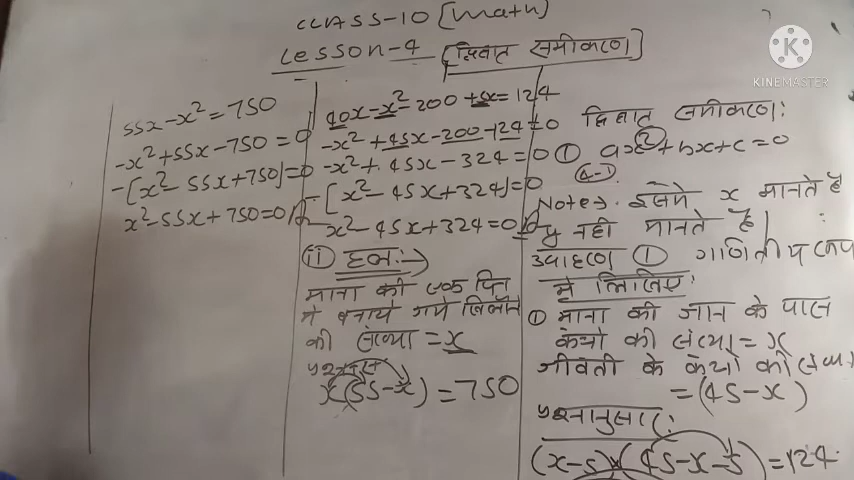 CLASS-10 [Math]
Lesson-4 [द्विघात समीकरण]
KINEMASTER
द्विघात समीकरण:
① ax²+bx+c=0
Note → इसमे x मानते है
y नही मानते है।
उदाहरण ① गणितीय रूप
मे लिखिए:
① माना की जान के पास
कंचो की संख्या = x
जीवंती के कंचो की संख्या
= (45-x)
प्रश्नानुसार:
(x-5)(45-x-5)=124
40x-x²-200+5x=124
-x²+45x-200-124=0
-x²+45x-324=0
-[x²-45x+324]=0
x²-45x+324=0
(ii) हल:→
माना की एक दिन
मे बनाये गये खिलौने
की संख्या = x
x(55-x)=750
55x-x²=750
-x²+55x-750=0
-[x²-55x+750]=0
x²-55x+750=0